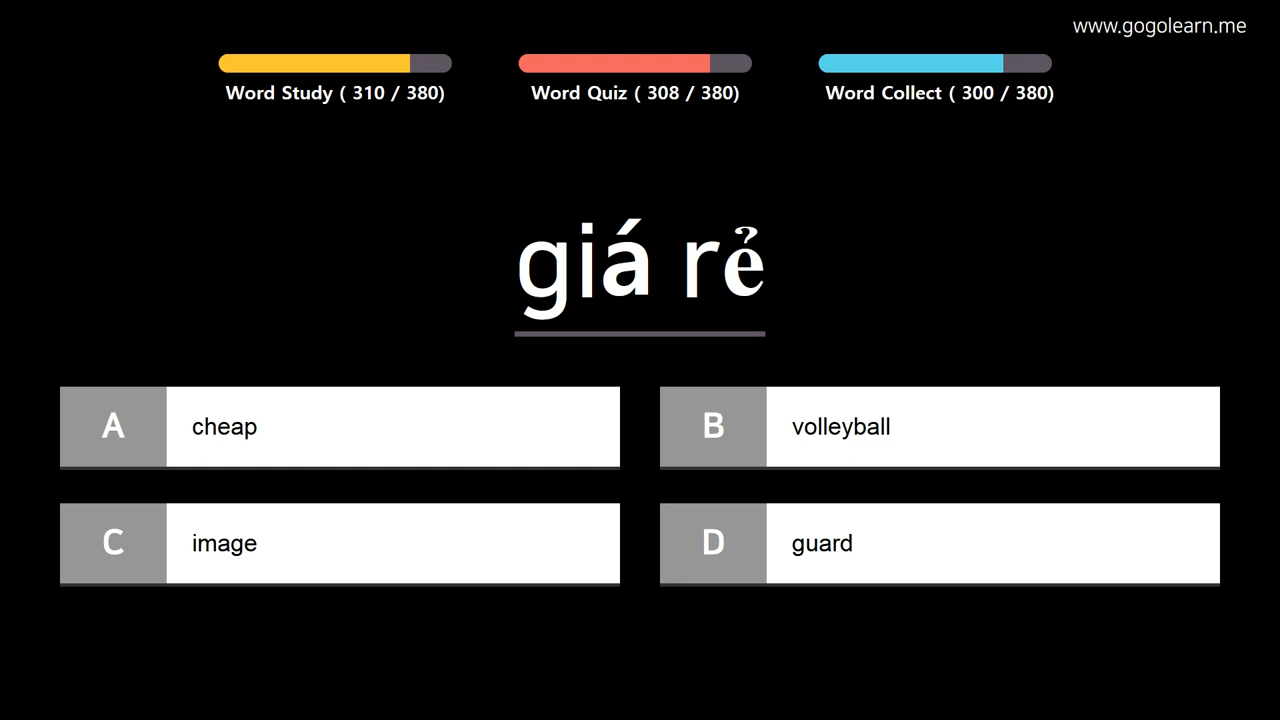 www.gogolearn.me
Word Study ( 310 / 380)
Word Quiz ( 308 / 380)
Word Collect ( 300 / 380)
giá rẻ
A cheap
B volleyball
C image
D guard